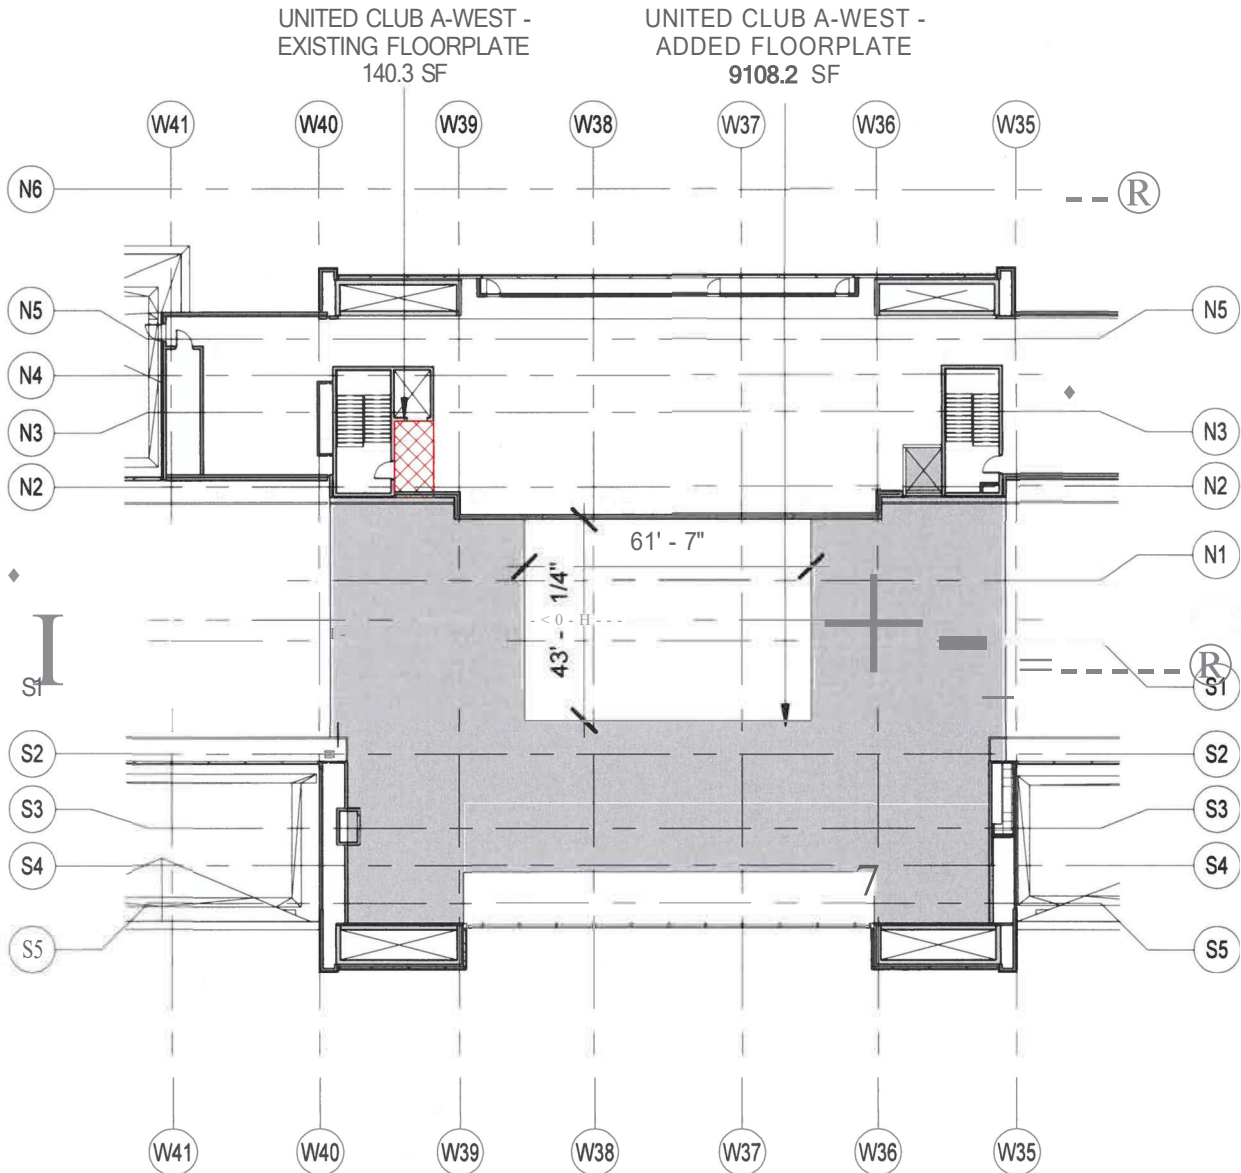 UNITED CLUB A-WEST -
EXISTING FLOORPLATE
140.3 SF
UNITED CLUB A-WEST -
ADDED FLOORPLATE
9108.2 SF
W41
W40
W39
W38
W37
W36
W35
N6
®
N5
N5
N4
N3
N3
N2
N2
61' - 7"
N1
43' - 1/4"
- < 0 - H - - -
I
I -
®
S1
S1
S2
S2
S3
S3
S4
S4
7
S5
S5
W41
W40
W39
W38
W37
W36
W35